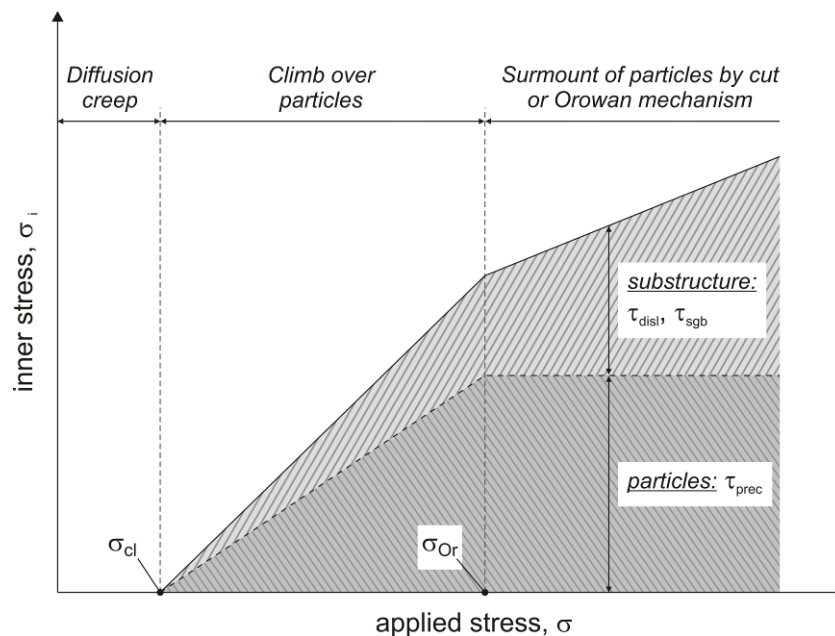 Diffusion
creep
Climb over
particles
Surmount of particles by cut
or Orowan mechanism
inner stress, σ i
substructure:
τdisl, τsgb
particles: τprec
σcl
σOr
applied stress, σ